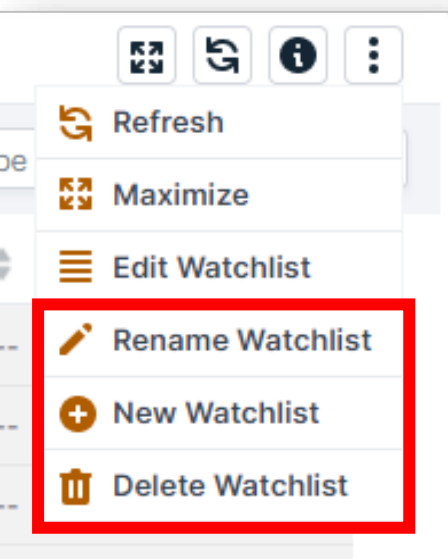 Refresh
Maximize
Edit Watchlist
--
Rename Watchlist
--
New Watchlist
--
Delete Watchlist